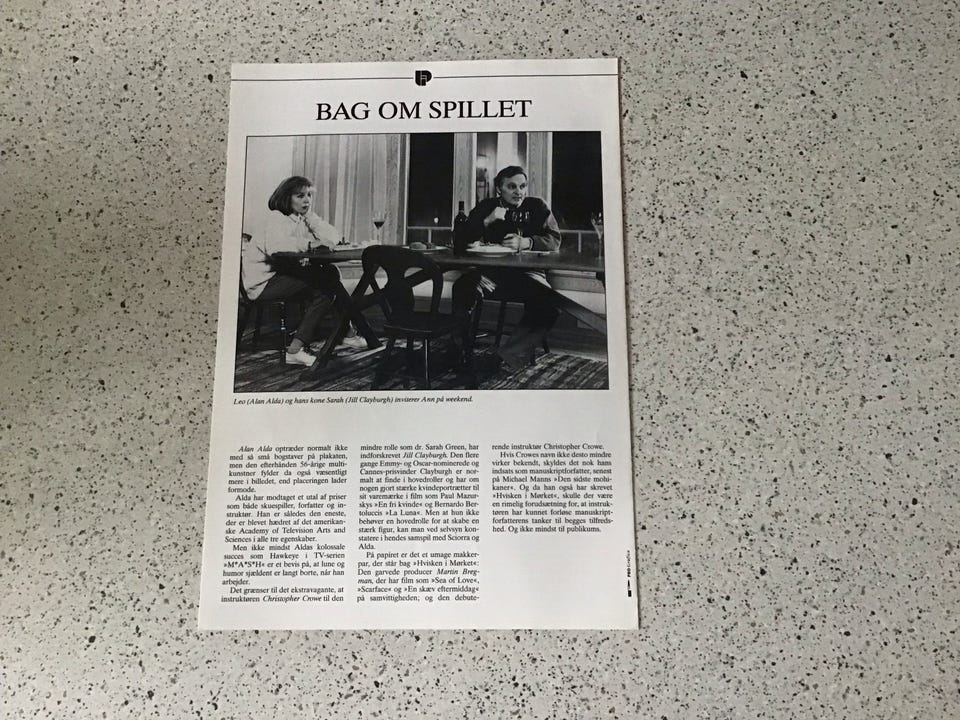 BAG OM SPILLET
Leo (Alan Alda) og hans kone Sarah (Jill Clayburgh) inviterer Ann på weekend.
Alan Alda optræder normalt ikke
med så små bogstaver på plakaten,
men den efterhånden 56-årige multi-
kunstner fylder da også væsentligt
mere i billedet, end placeringen lader
formode.
Alda har modtaget et utal af priser
som både skuespiller, forfatter og in-
struktør. Han er således den eneste,
der er blevet hædret af det amerikan-
ske Academy of Television Arts and
Sciences i alle tre egenskaber.
Men ikke mindst Aldas kolossale
succes som Hawkeye i TV-serien
»M*A*S*H« er et bevis på, at lune og
humor sjældent er langt borte, når han
arbejder.
Det grænser til det ekstravagante, at
instruktøren Christopher Crowe til den
mindre rolle som dr. Sarah Green, har
indforskrevet Jill Clayburgh. Den flere
gange Emmy- og Oscar-nominerede og
Cannes-prisvinder Clayburgh er nor-
malt at finde i hovedroller og har om
nogen gjort stærke kvindeportrætter til
sit varemærke i film som Paul Mazur-
skys »En fri kvinde« og Bernardo Ber-
toluccis »La Luna«. Men at hun ikke
behøver en hovedrolle for at skabe en
stærk figur, kan man ved selvsyn kon-
statere i hendes samspil med Sciorra og
Alda.
På papiret er det et umage makker-
par, der står bag »Hvisken i Mørket«:
Den garvede producer Martin Breg-
man, der har film som »Sea of Love«,
»Scarface« og »En skæv eftermiddag«
på samvittigheden; og den debute-
rende instruktør Christopher Crowe.
Hvis Crowes navn ikke desto mindre
virker bekendt, skyldes det nok hans
indsats som manuskriptforfatter, senest
på Michael Manns »Den sidste mohi-
kaner«. Og da han også har skrevet
»Hvisken i Mørket«, skulle der være
en rimelig forudsætning for, at instruk-
tøren har kunnet forløse manuskript-
forfatterens tanker til begges tilfreds-
hed. Og ikke mindst til publikums.